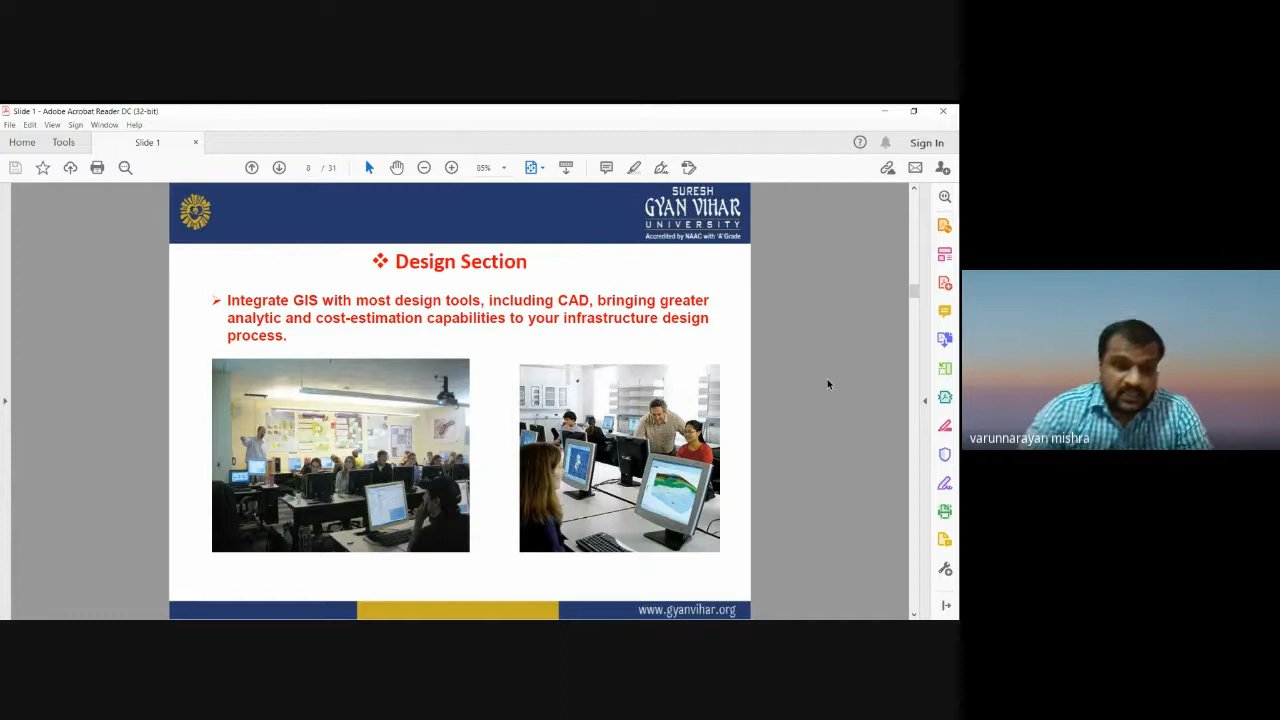 Slide 1 - Adobe Acrobat Reader DC (32-bit)
File Edit View Sign Window Help
Home Tools Slide 1 Sign In
8 / 31 85%
SURESH
GYAN VIHAR
UNIVERSITY
Accredited by NAAC with 'A' Grade
Design Section
Integrate GIS with most design tools, including CAD, bringing greater
analytic and cost-estimation capabilities to your infrastructure design
process.
varunnarayan mishra
www.gyanvihar.org